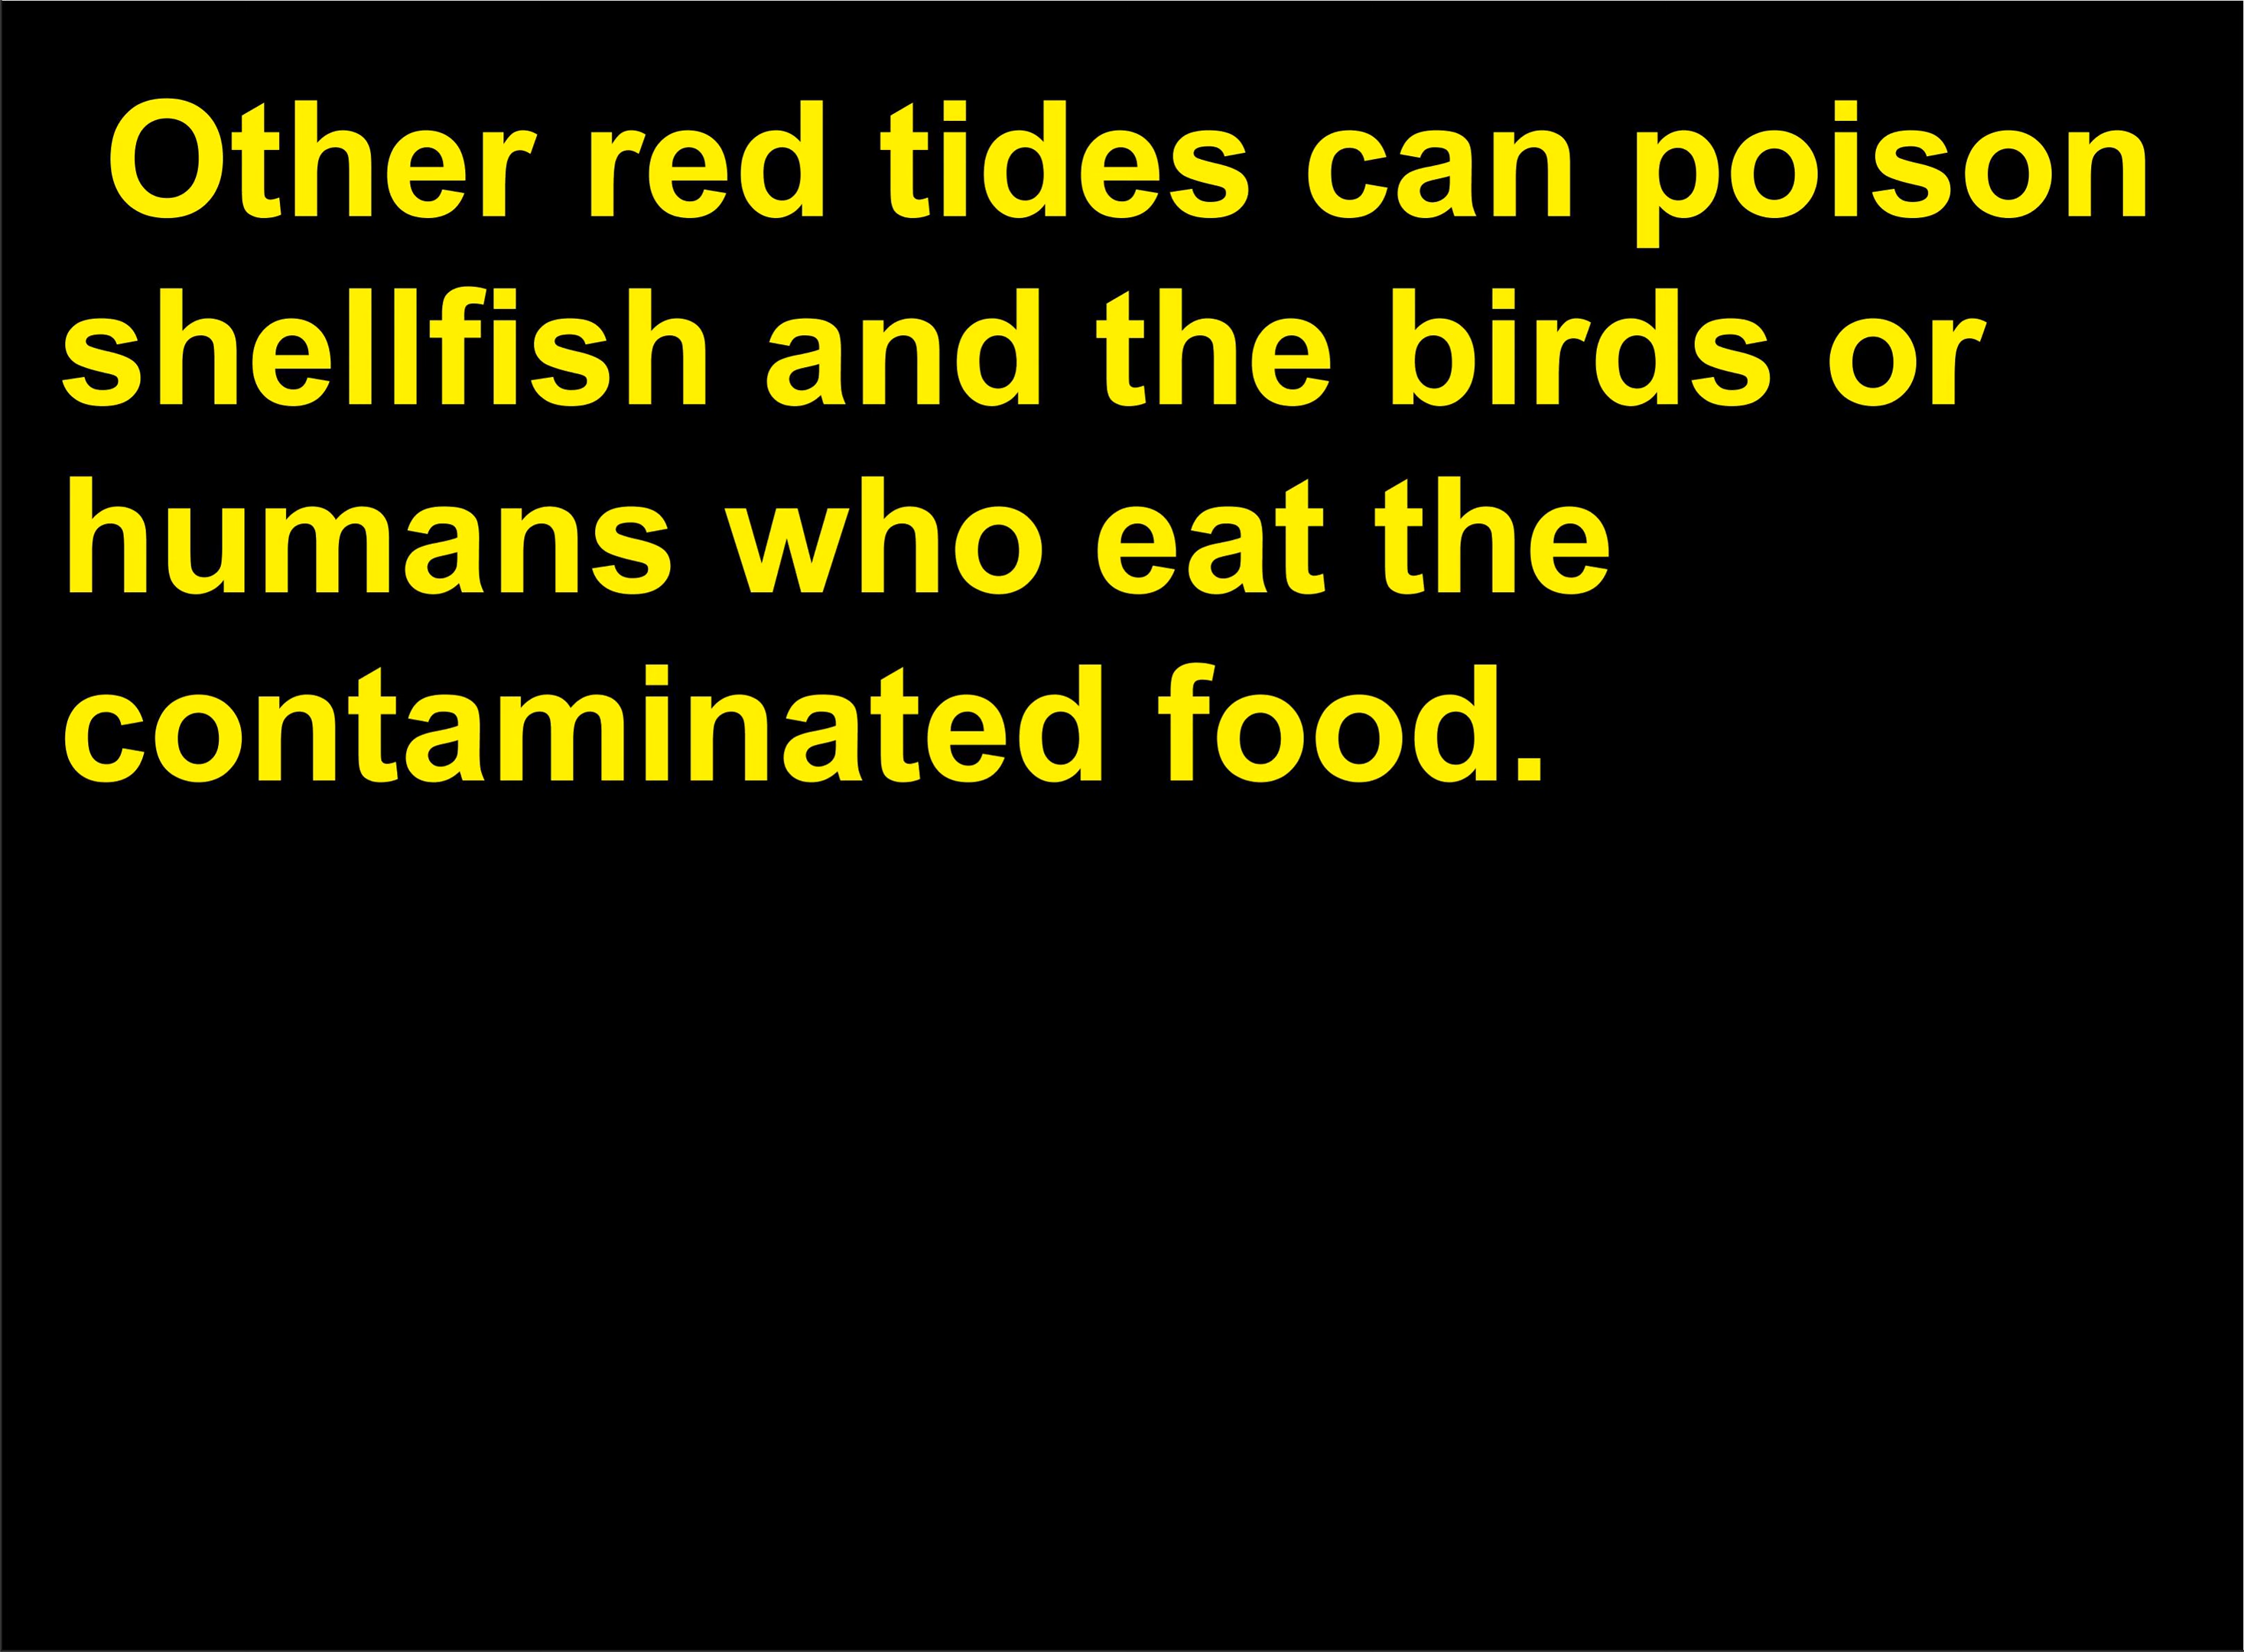 Other red tides can poison
shellfish and the birds or
humans who eat the
contaminated food.